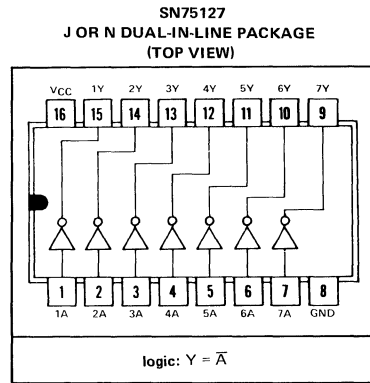 SN75127
J OR N DUAL-IN-LINE PACKAGE
(TOP VIEW)
VCC 1Y 2Y 3Y 4Y 5Y 6Y 7Y
16 15 14 13 12 11 10 9
1 2 3 4 5 6 7 8
1A 2A 3A 4A 5A 6A 7A GND
logic: Y = A̅